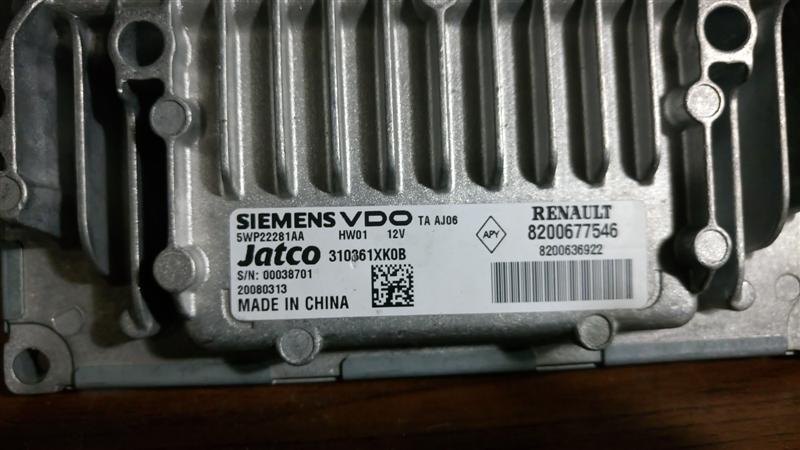 SIEMENS VDO TA AJ06
5WP22281AA HW01 12V
Jatco 310361XK0B
S/N: 00038701
20080313
MADE IN CHINA
APY
RENAULT
8200677546
8200636922